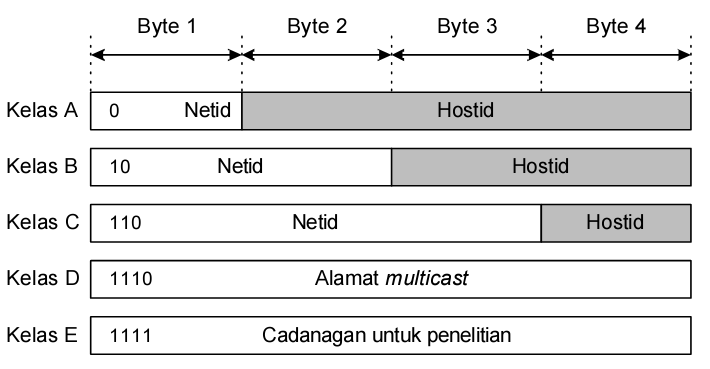 Byte 1 Byte 2 Byte 3 Byte 4
Kelas A 0 Netid Hostid
Kelas B 10 Netid Hostid
Kelas C 110 Netid Hostid
Kelas D 1110 Alamat multicast
Kelas E 1111 Cadanagan untuk penelitian